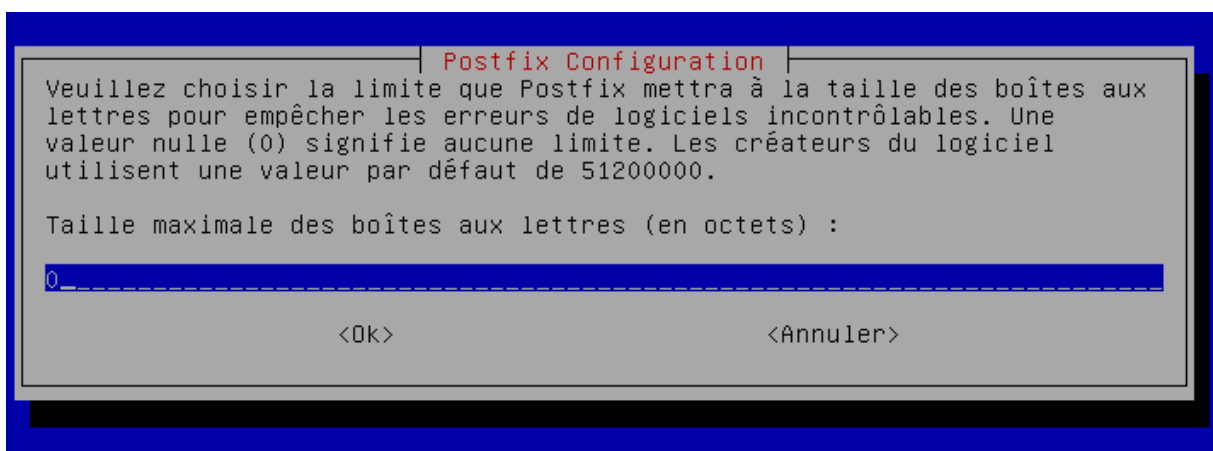 Postfix Configuration
Veuillez choisir la limite que Postfix mettra à la taille des boîtes aux
lettres pour empêcher les erreurs de logiciels incontrôlables. Une
valeur nulle (0) signifie aucune limite. Les créateurs du logiciel
utilisent une valeur par défaut de 51200000.
Taille maximale des boîtes aux lettres (en octets) :
0
<Ok> <Annuler>